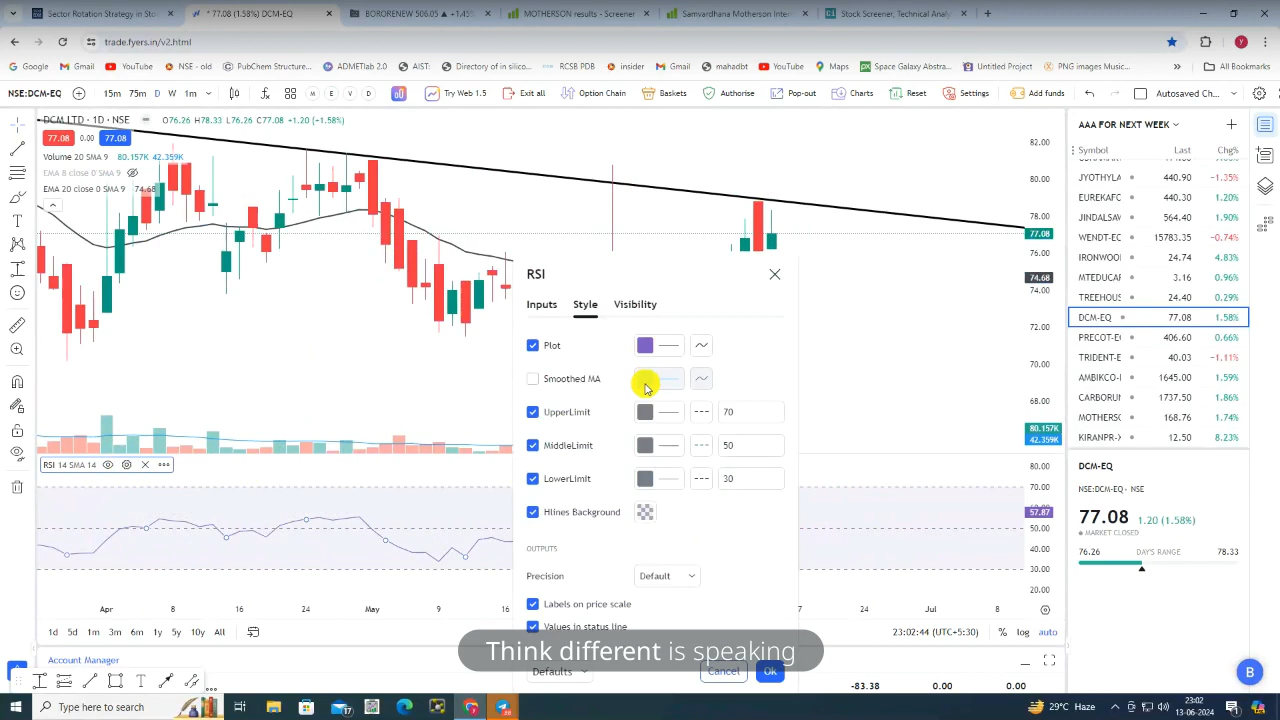 Sector Rotation in Stock
* 77.08 (1.58%) DCM-EQ
BORORENEW 506.05 ▲ +1.45%
MOTHERSON results - Screener
Samvardhana Motherson Intern
Stock Screener, Technical Analy
trade.fyers.in/v2.html
Google
Gmail
YouTube
NSE - old
PubChem Structure...
ADMETlab 2.0
AIST:
Directory of in silico...
RCSB PDB
insider
Gmail
mahadbt
YouTube
Maps
Space Galaxy Abstra...
Untitled Project
PNG images Music...
All Bookmarks
NSE:DCM-EQ
15m 75m D W 1m
M E V D
Try Web 1.5
Exit all
Option Chain
Baskets
Authorise
Popout
Charts
Reset
Settings
Add funds
Autosaved Ch...
DCM LTD · 1D · NSE
O76.26 H78.33 L76.26 C77.08 +1.20 (+1.58%)
77.08 0.00 77.08
Volume 20 SMA 9 80.157K 42.359K
EMA 8 close 0 SMA 9
EMA 20 close 0 SMA 9 74.68
82.00
80.00
78.00
77.08
76.00
74.68
74.00
72.00
70.00
68.00
80.157K
42.359K
RSI 14 SMA 14
80.00
70.00
57.87
50.00
40.00
30.00
20.00
Apr 8 16 24 May 9 16
7 24 Jul 8
1d 5d 1m 3m 6m 1y 5y 10y All
23:02:44 (UTC+5:30) % log auto
Account Manager
-83.38 0.00 0.00
RSI
Inputs Style Visibility
Plot
Smoothed MA
UpperLimit 70
MiddleLimit 50
LowerLimit 30
Hlines Background
OUTPUTS
Precision Default
Labels on price scale
Values in status line
Defaults Cancel Ok
Think different is speaking
AAA FOR NEXT WEEK
Symbol Last Chg%
JYOTHYLA 440.90 -1.35%
EUREKAFC 440.30 1.20%
JINDALSAV 564.40 1.90%
WENDT-EC 15783.35 -0.74%
IRONWOO 24.74 4.83%
MTEDUCA 3.16 0.96%
TREEHOUS 24.40 0.29%
DCM-EQ 77.08 1.58%
PRECOT-E 406.60 0.66%
TRIDENT-E 40.03 -1.11%
AMBIKCO- 1645.00 1.59%
CARBORUN 1737.50 1.86%
MOTHERS 168.76 1.74%
KIRANPR-X 12.50 8.23%
DCM-EQ
NSE:DCM-EQ • NSE
77.08 1.20 (1.58%)
MARKET CLOSED
76.26 DAY'S RANGE 78.33
B
Type here to search
17
29°C Haze
23:02
13-06-2024